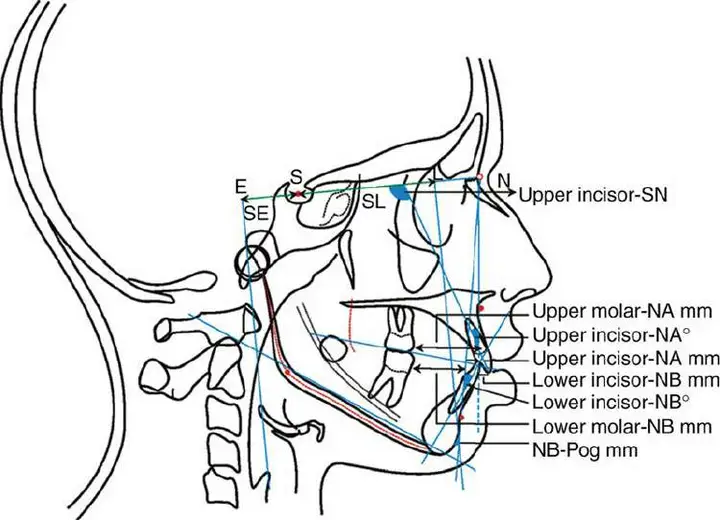 S
E
N
SE
SL
Upper incisor-SN
Upper molar-NA mm
Upper incisor-NA°
Upper incisor-NA mm
Lower incisor-NB mm
Lower incisor-NB°
Lower molar-NB mm
NB-Pog mm